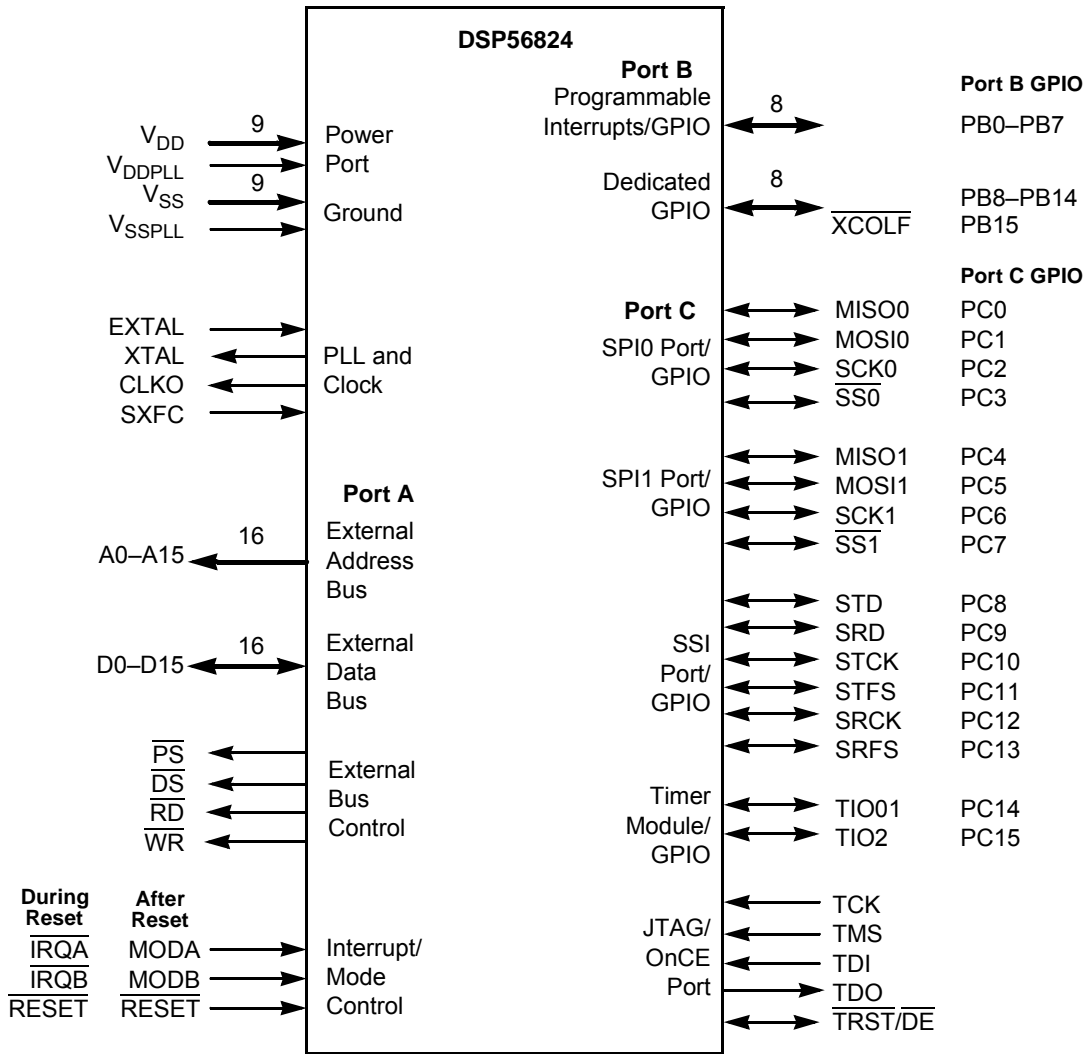 DSP56824
Port B
Programmable
Interrupts/GPIO
8
Port B GPIO
PB0–PB7
Dedicated
GPIO
8
PB8–PB14
XCOLF PB15
VDD 9
VDDPLL
Power
Port
VSS 9
VSSPLL
Ground
EXTAL
XTAL
CLKO
SXFC
PLL and
Clock
Port A
A0–A15 16
External
Address
Bus
D0–D15 16
External
Data
Bus
PS
DS
RD
WR
External
Bus
Control
During
Reset
After
Reset
IRQA MODA
IRQB MODB
RESET RESET
Interrupt/
Mode
Control
Port C GPIO
Port C
SPI0 Port/
GPIO
MISO0 PC0
MOSI0 PC1
SCK0 PC2
SS0 PC3
SPI1 Port/
GPIO
MISO1 PC4
MOSI1 PC5
SCK1 PC6
SS1 PC7
SSI
Port/
GPIO
STD PC8
SRD PC9
STCK PC10
STFS PC11
SRCK PC12
SRFS PC13
Timer
Module/
GPIO
TIO01 PC14
TIO2 PC15
JTAG/
OnCE
Port
TCK
TMS
TDI
TDO
TRST/DE